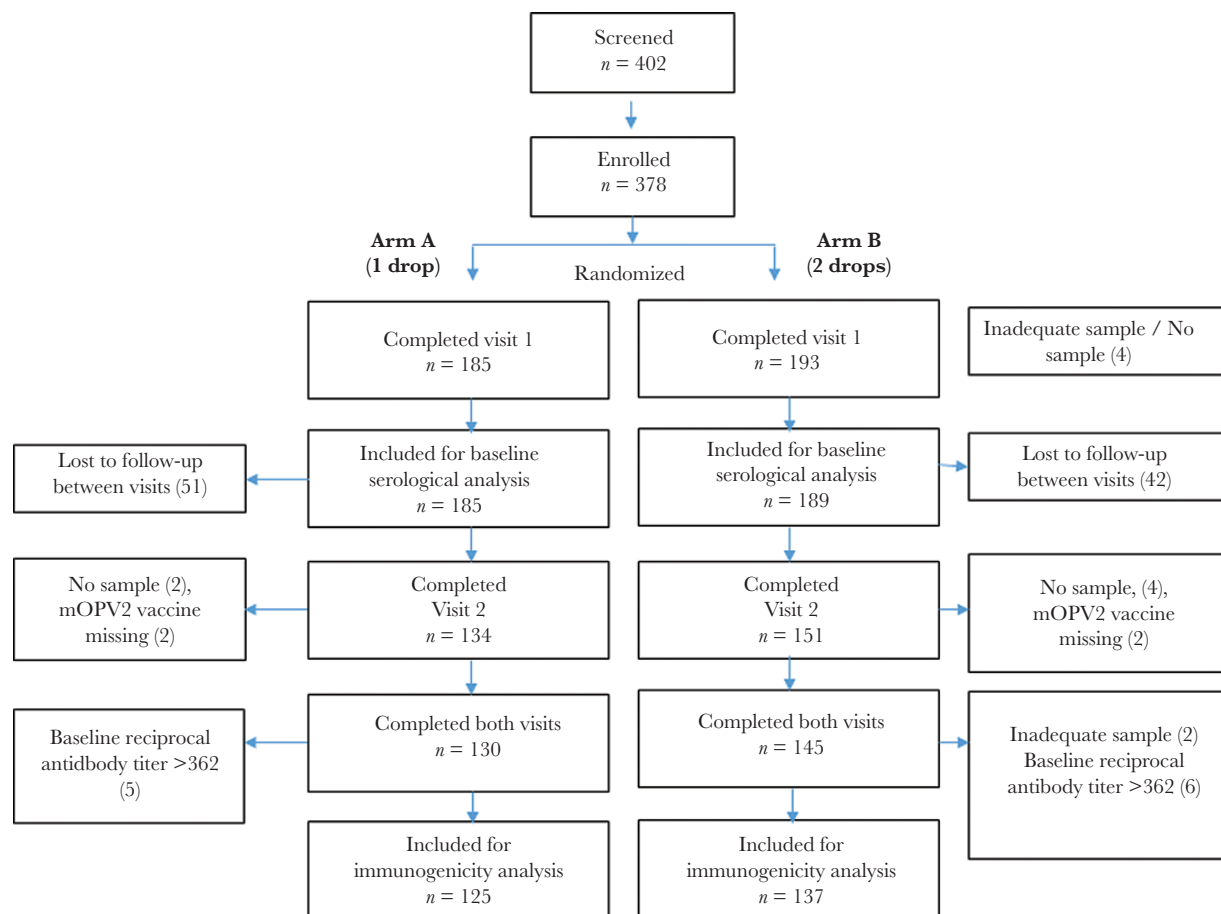 Screened
n = 402
Enrolled
n = 378
Arm A
(1 drop)
Arm B
(2 drops)
Randomized
Completed visit 1
n = 185
Completed visit 1
n = 193
Inadequate sample / No
sample (4)
Lost to follow-up
between visits (51)
Included for baseline
serological analysis
n = 185
Included for baseline
serological analysis
n = 189
Lost to follow-up
between visits (42)
No sample (2),
mOPV2 vaccine
missing (2)
Completed
Visit 2
n = 134
Completed
Visit 2
n = 151
No sample, (4),
mOPV2 vaccine
missing (2)
Baseline reciprocal
antidbody titer >362
(5)
Completed both visits
n = 130
Completed both visits
n = 145
Inadequate sample (2)
Baseline reciprocal
antibody titer >362 (6)
Included for
immunogenicity analysis
n = 125
Included for
immunogenicity analysis
n = 137